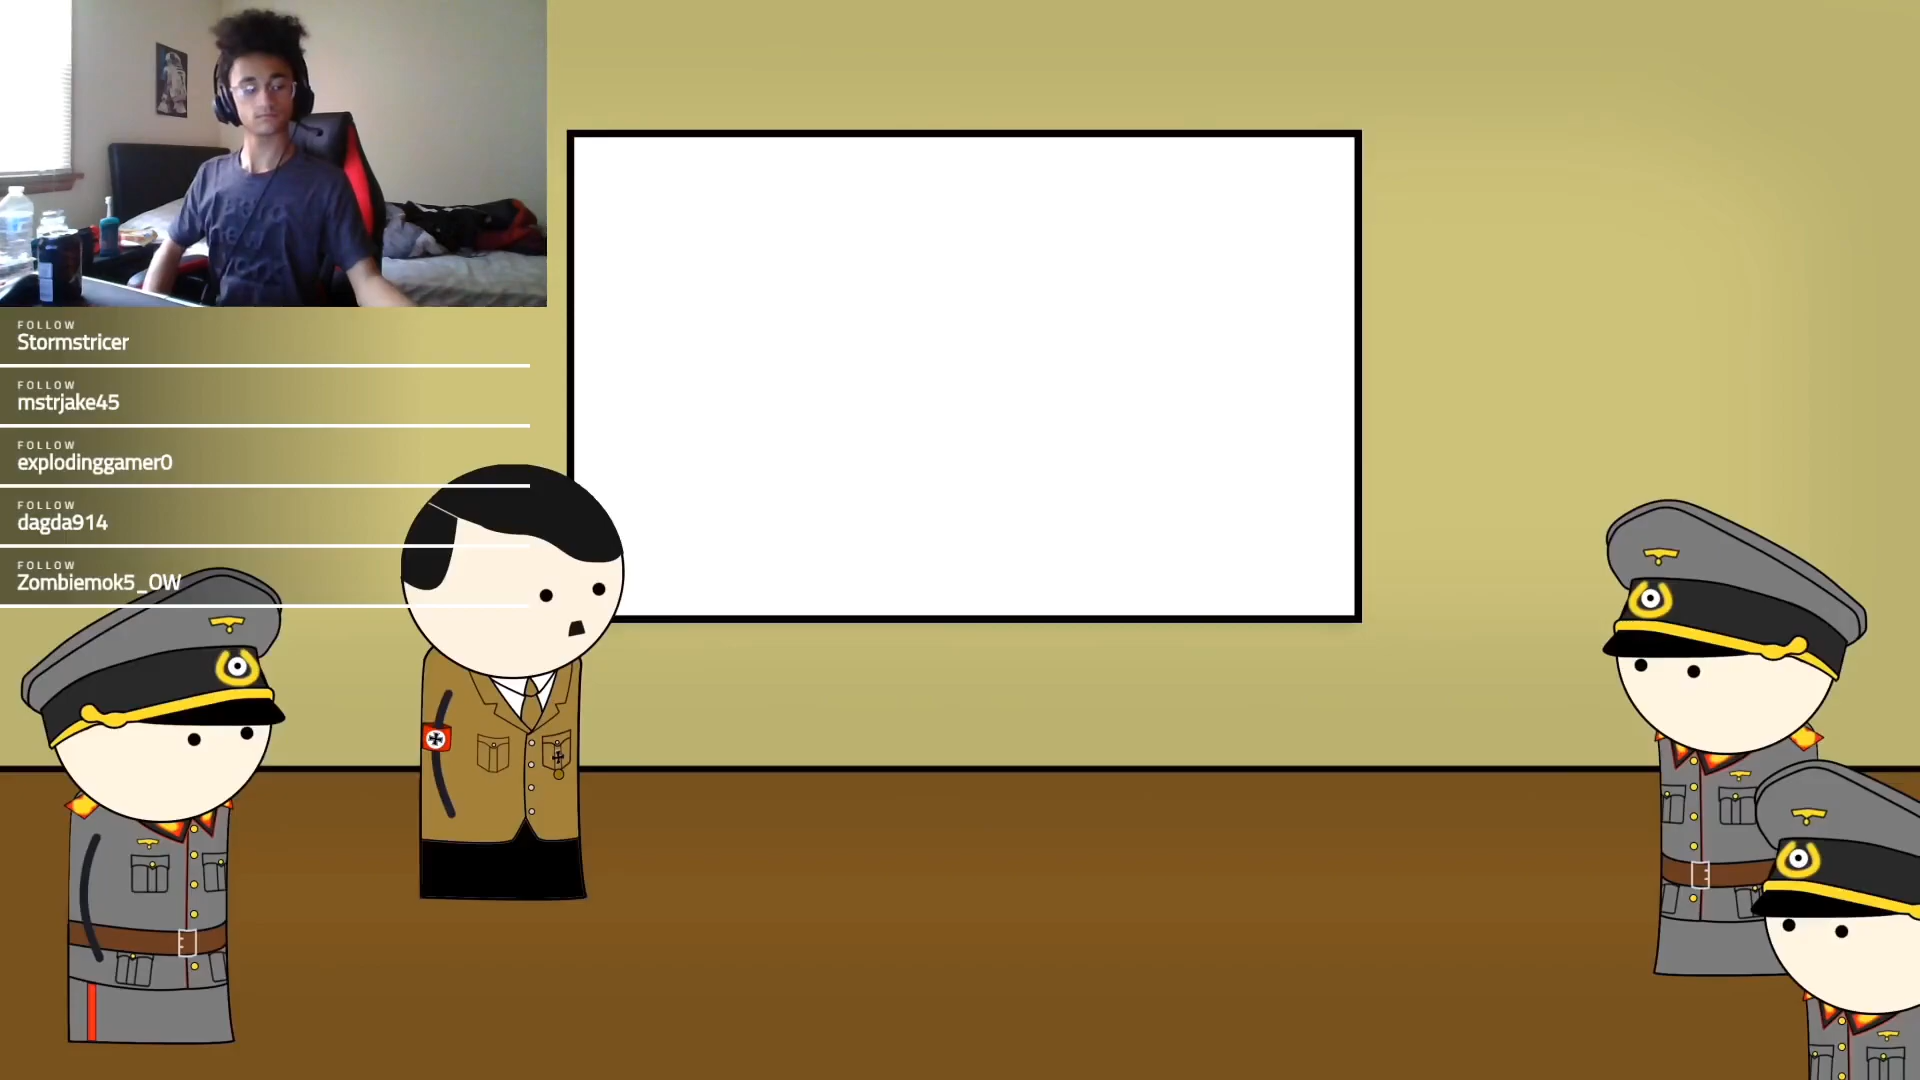 FOLLOW
Stormstricer
FOLLOW
mstrjake45
FOLLOW
explodinggamer0
FOLLOW
dagda914
FOLLOW
Zombiemok5_OW